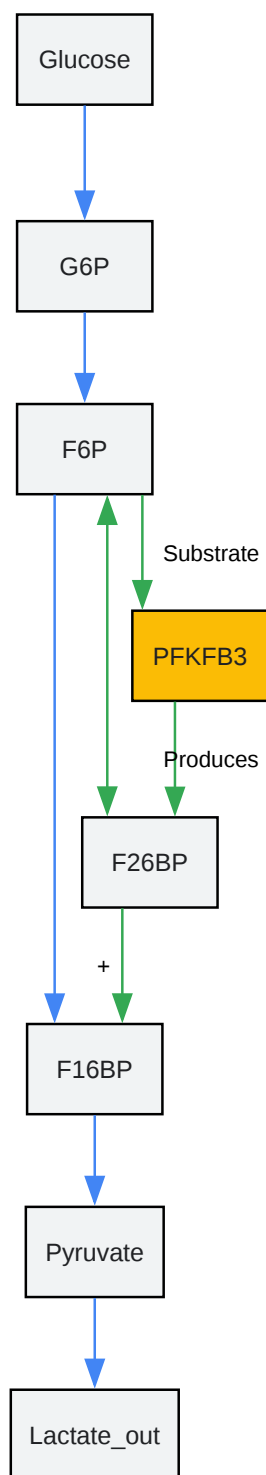 Glucose
G6P
F6P
Substrate
PFKFB3
Produces
F26BP
+
F16BP
Pyruvate
Lactate_out